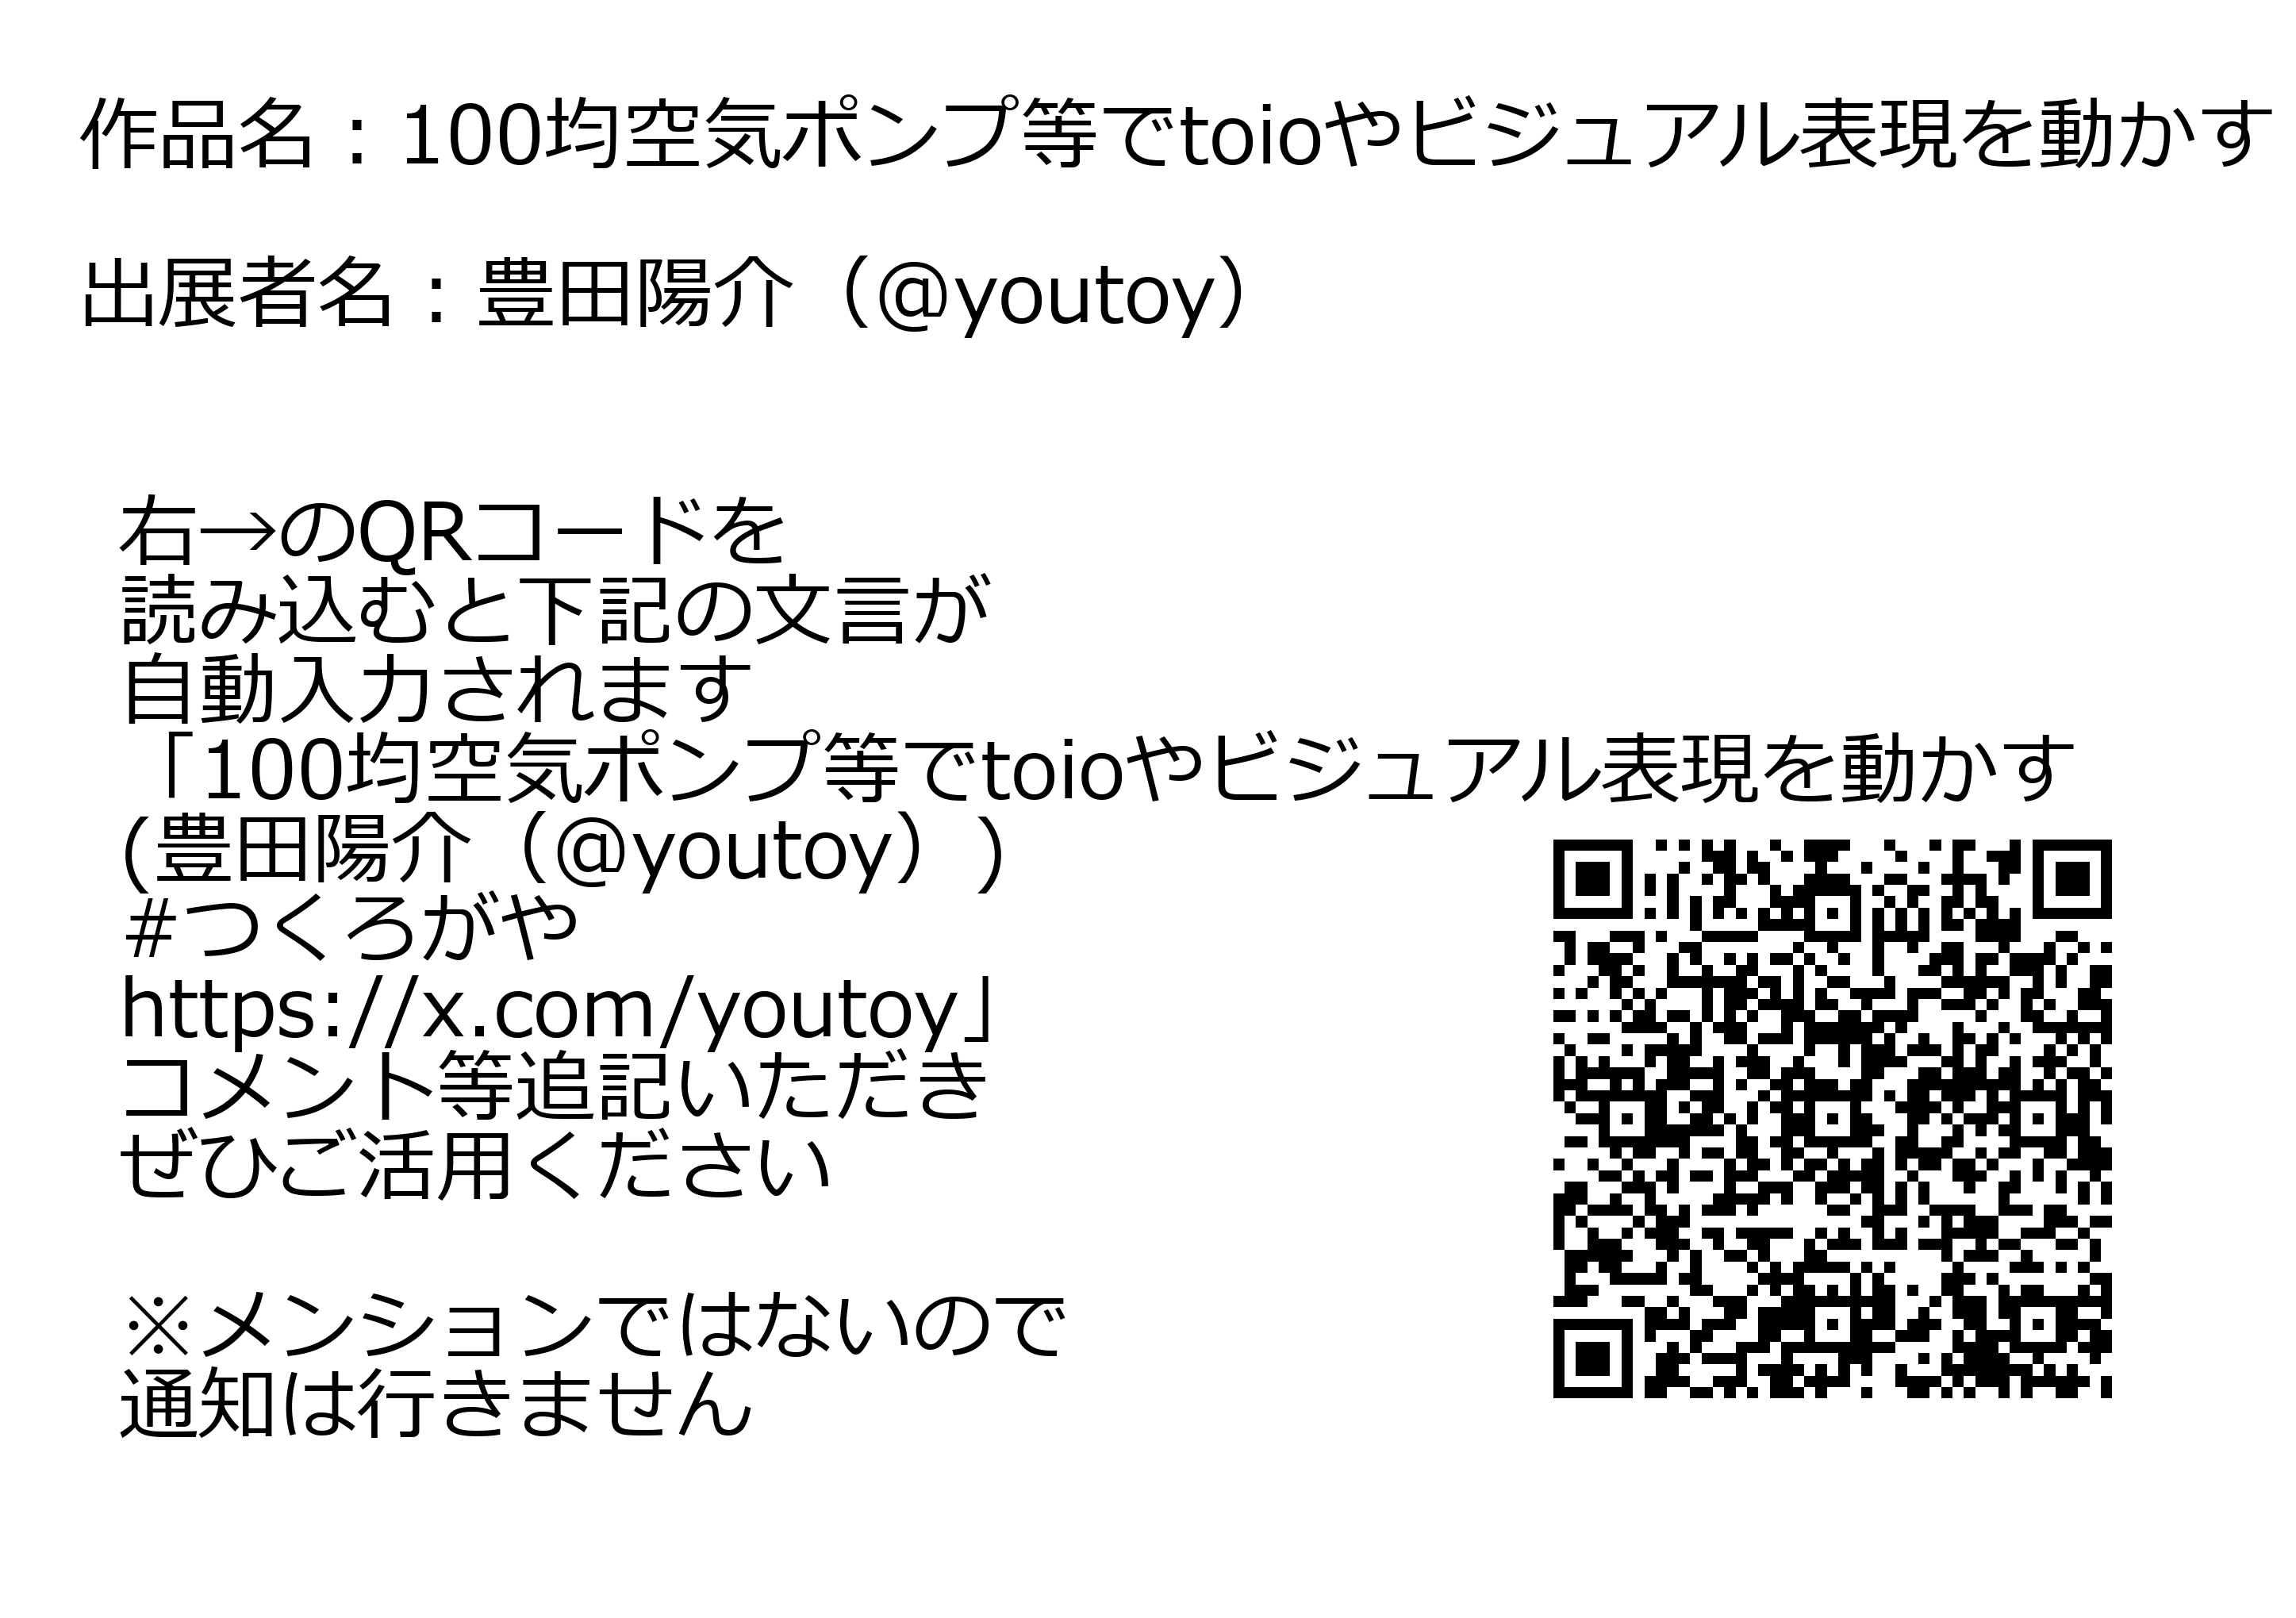 作品名：100均空気ポンプ等でtoioやビジュアル表現を動かす
出展者名：豊田陽介（@youtoy）
右→のQRコードを
読み込むと下記の文言が
自動入力されます
「100均空気ポンプ等でtoioやビジュアル表現を動かす
(豊田陽介（@youtoy）)
#つくろがや
https://x.com/youtoy」
コメント等追記いただき
ぜひご活用ください
※メンションではないので
通知は行きません